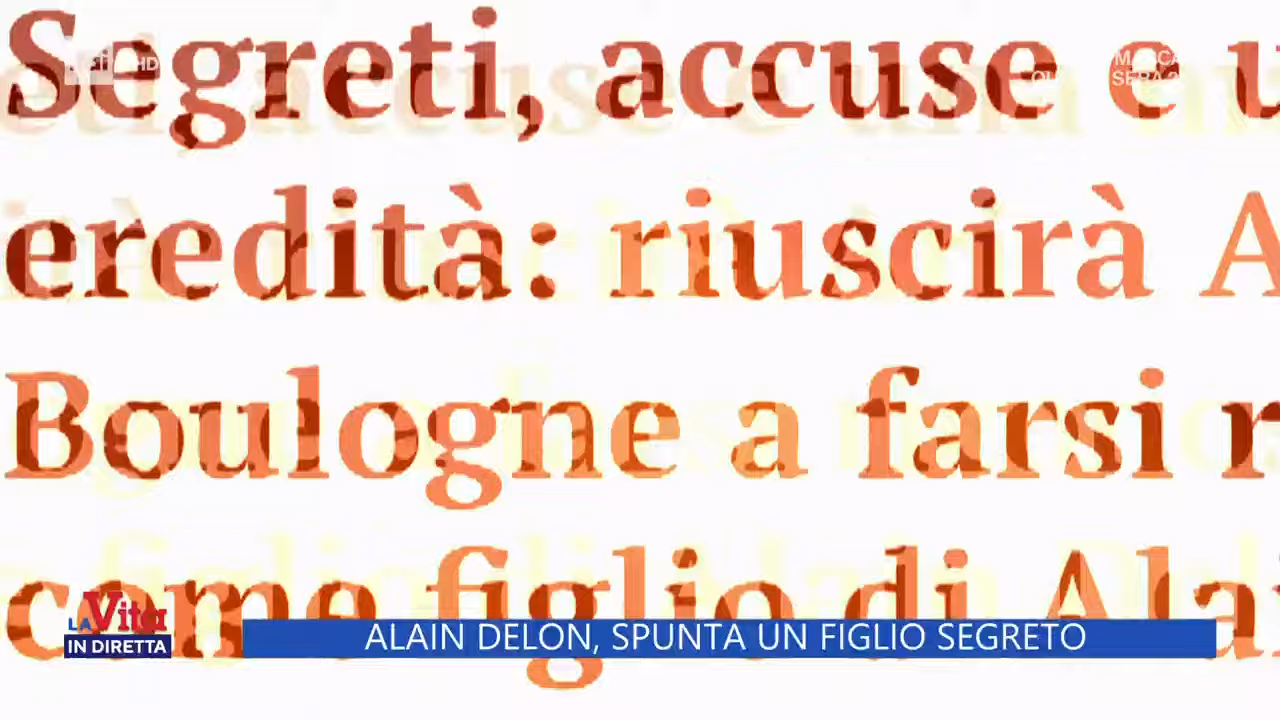 Segreti, accuse e u
eredità: riuscirà A
Boulogne a farsi r
come figlio di Alai
LA Vita
IN DIRETTA
ALAIN DELON, SPUNTA UN FIGLIO SEGRETO